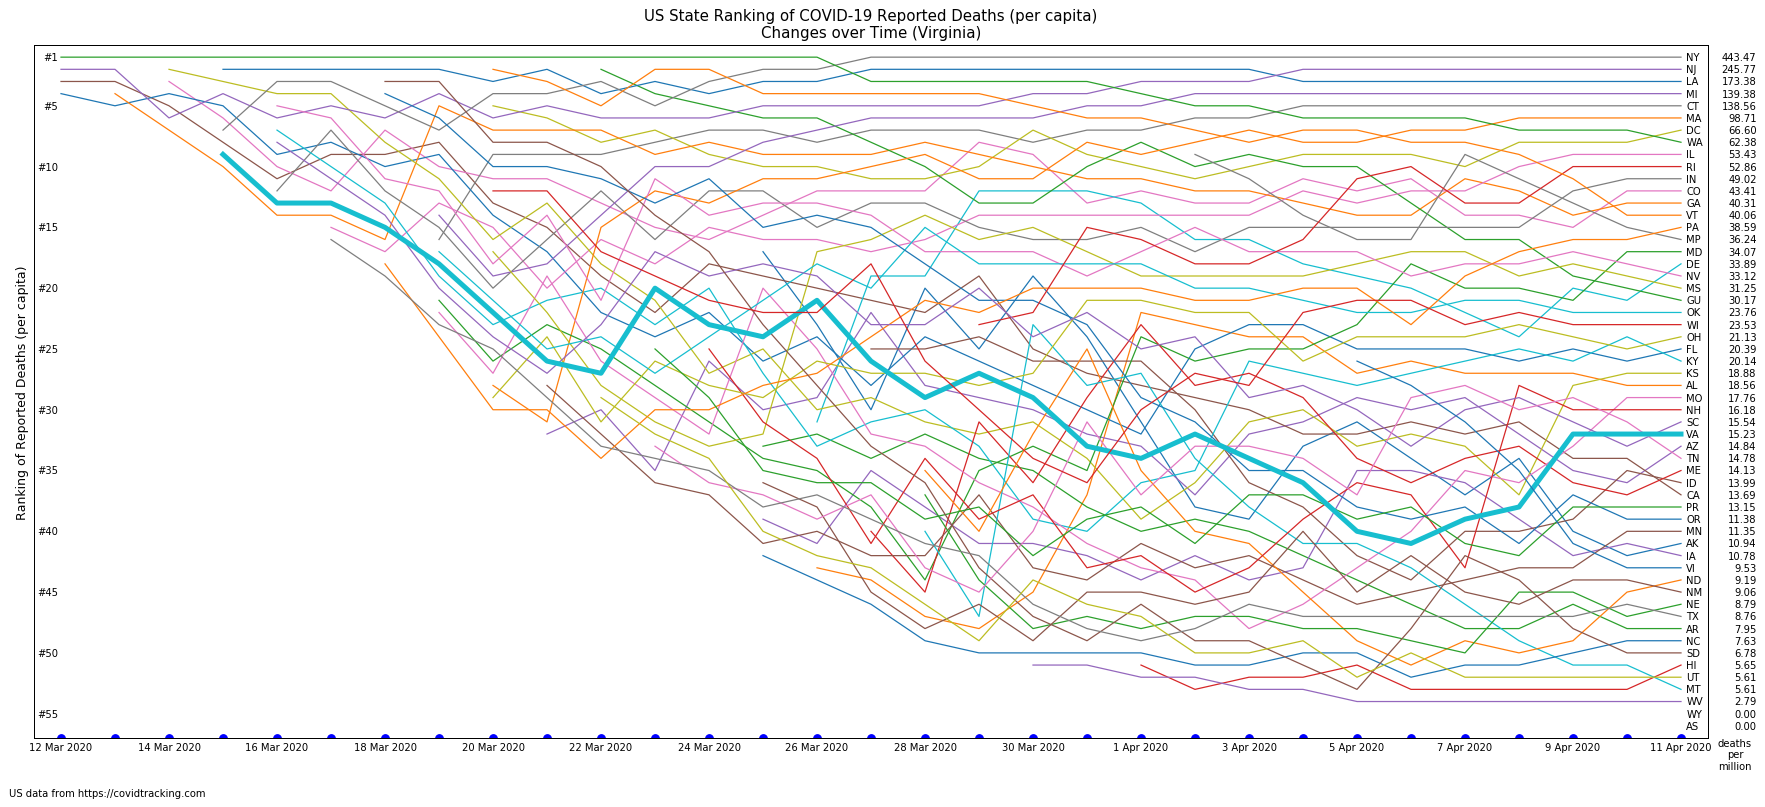 US State Ranking of COVID-19 Reported Deaths (per capita)
Changes over Time (Virginia)
Ranking of Reported Deaths (per capita)
#1
#5
#10
#15
#20
#25
#30
#35
#40
#45
#50
#55
NY 443.47
NJ 245.77
LA 173.38
MI 139.38
CT 138.56
MA 98.71
DC 66.60
WA 62.38
IL 53.43
RI 52.86
IN 49.02
CO 43.41
GA 40.31
VT 40.06
PA 38.59
MP 36.24
MD 34.07
DE 33.89
NV 33.12
MS 31.25
GU 30.17
OK 23.76
WI 23.53
OH 21.13
FL 20.39
KY 20.14
KS 18.88
AL 18.56
MO 17.76
NH 16.18
SC 15.54
VA 15.23
AZ 14.84
TN 14.78
ME 14.13
ID 13.99
CA 13.69
PR 13.15
OR 11.38
MN 11.35
AK 10.94
IA 10.78
VI 9.53
ND 9.19
NM 9.06
NE 8.79
TX 8.76
AR 7.95
NC 7.63
SD 6.78
HI 5.65
UT 5.61
MT 5.61
WV 2.79
WY 0.00
AS 0.00
12 Mar 2020 14 Mar 2020 16 Mar 2020 18 Mar 2020 20 Mar 2020 22 Mar 2020 24 Mar 2020 26 Mar 2020 28 Mar 2020 30 Mar 2020 1 Apr 2020 3 Apr 2020 5 Apr 2020 7 Apr 2020 9 Apr 2020 11 Apr 2020
deaths
per
million
US data from https://covidtracking.com